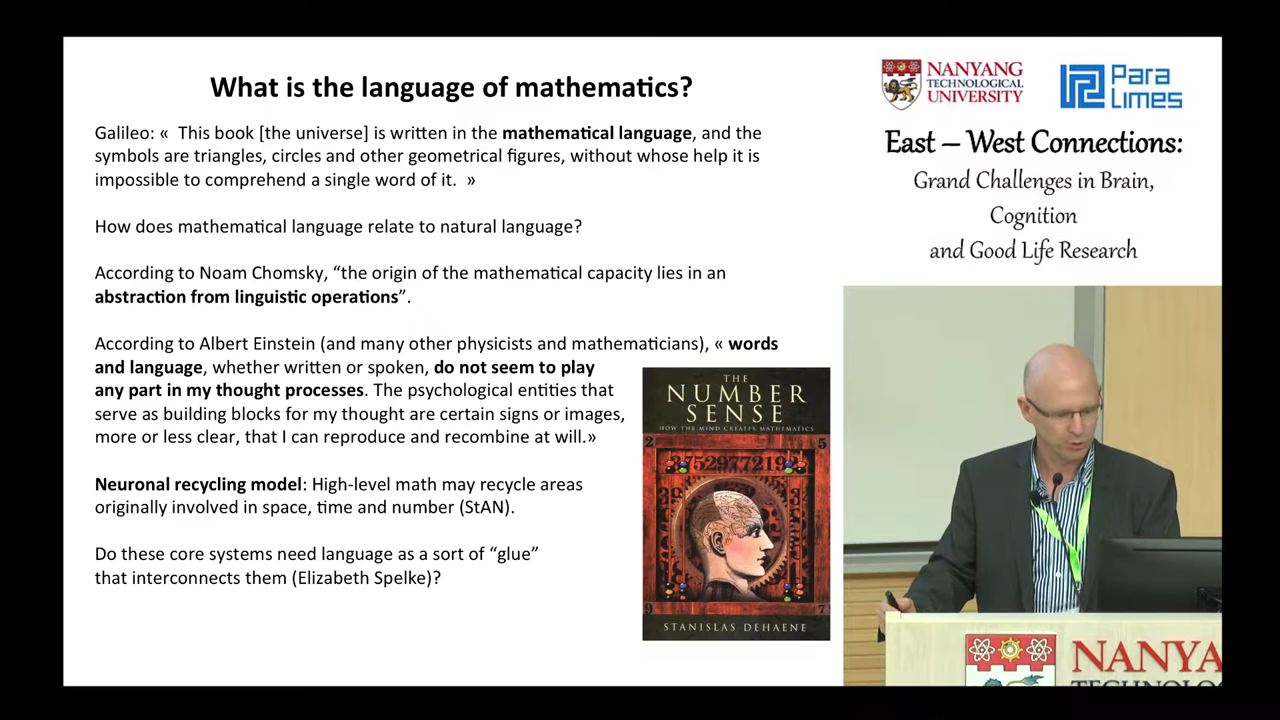 What is the language of mathematics?
Galileo: «  This book [the universe] is written in the mathematical language, and the
symbols are triangles, circles and other geometrical figures, without whose help it is
impossible to comprehend a single word of it.  »
How does mathematical language relate to natural language?
According to Noam Chomsky, “the origin of the mathematical capacity lies in an
abstraction from linguistic operations”.
According to Albert Einstein (and many other physicists and mathematicians), « words
and language, whether written or spoken, do not seem to play
any part in my thought processes. The psychological entities that
serve as building blocks for my thought are certain signs or images,
more or less clear, that I can reproduce and recombine at will.»
Neuronal recycling model: High-level math may recycle areas
originally involved in space, time and number (StAN).
Do these core systems need language as a sort of “glue”
that interconnects them (Elizabeth Spelke)?
THE
NUMBER
SENSE
HOW THE MIND CREATES MATHEMATICS
2 5
9 7
STANISLAS DEHAENE
NANYANG
TECHNOLOGICAL
UNIVERSITY
Para
Limes
East – West Connections:
Grand Challenges in Brain,
Cognition
and Good Life Research
NANYA
TECHNOLOG